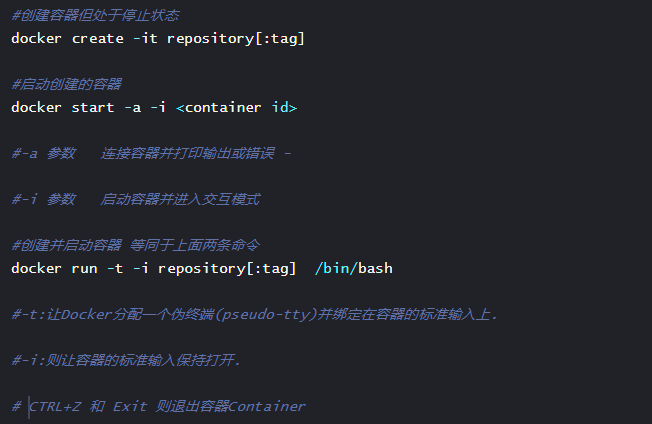 #创建容器但处于停止状态
docker create -it repository[:tag]
#启动创建的容器
docker start -a -i <container id>
#-a 参数   连接容器并打印输出或错误 -
#-i 参数   启动容器并进入交互模式
#创建并启动容器 等同于上面两条命令
docker run -t -i repository[:tag]  /bin/bash
#-t:让Docker分配一个伪终端(pseudo-tty)并绑定在容器的标准输入上.
#-i:则让容器的标准输入保持打开.
# CTRL+Z 和 Exit 则退出容器Container